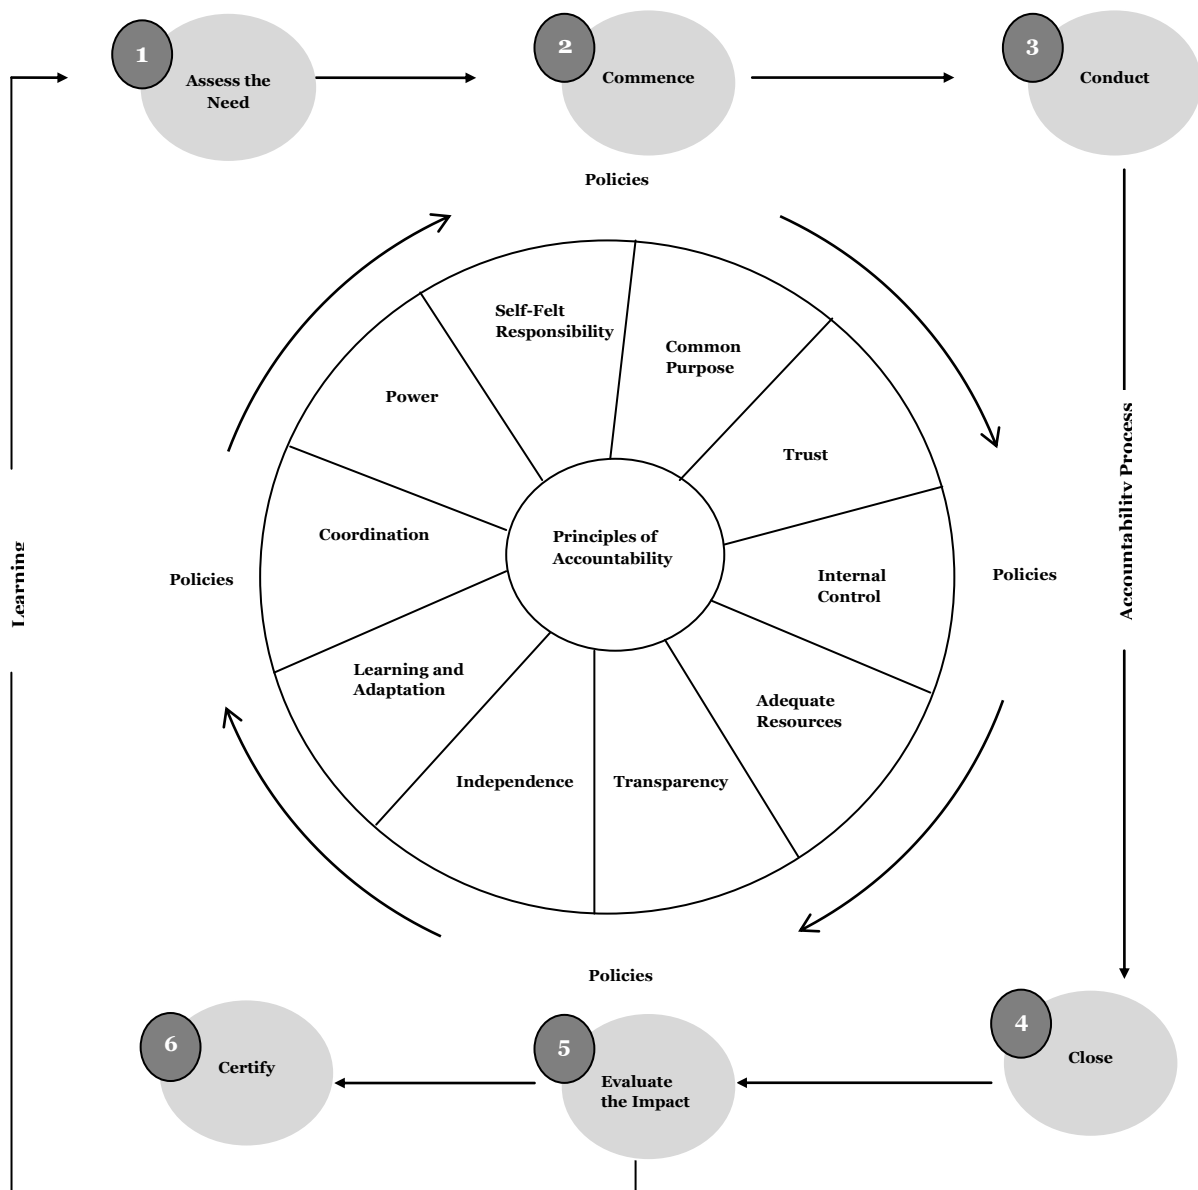 1
Assess the
Need
2
Commence
3
Conduct
Policies
Self-Felt
Responsibility
Common
Purpose
Power
Trust
Coordination
Principles of
Accountability
Internal
Control
Policies
Policies
Learning
Accountability Process
Learning and
Adaptation
Adequate
Resources
Independence
Transparency
Policies
6
Certify
5
Evaluate
the Impact
4
Close